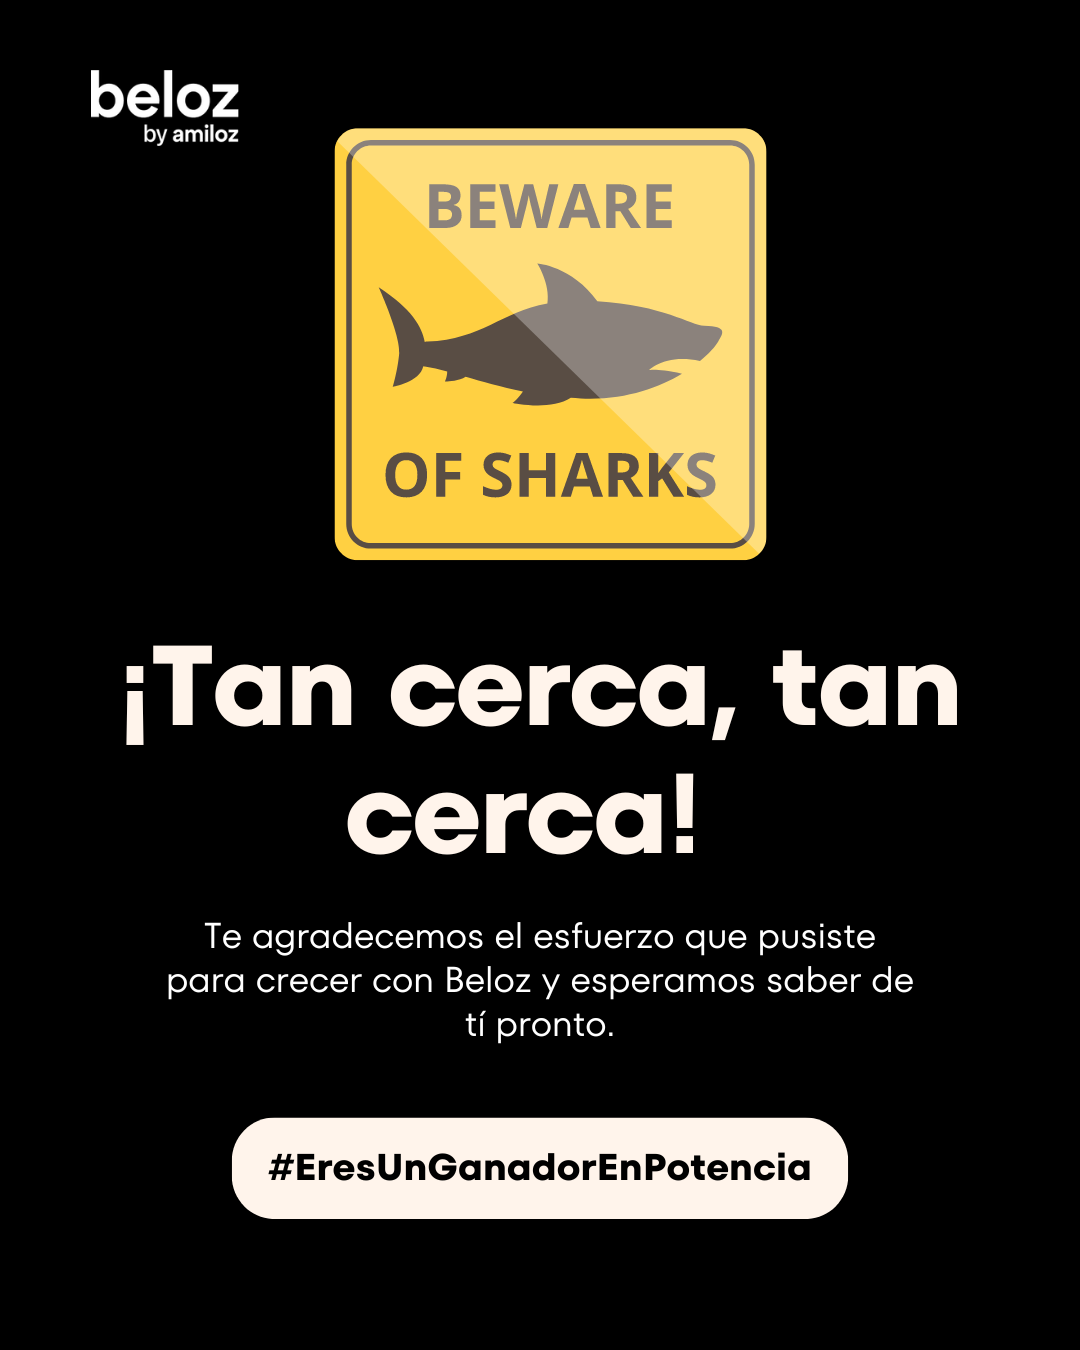 beloz
by amiloz
BEWARE
OF SHARKS
¡Tan cerca, tan
cerca!
Te agradecemos el esfuerzo que pusiste
para crecer con Beloz y esperamos saber de
tí pronto.
#EresUnGanadorEnPotencia